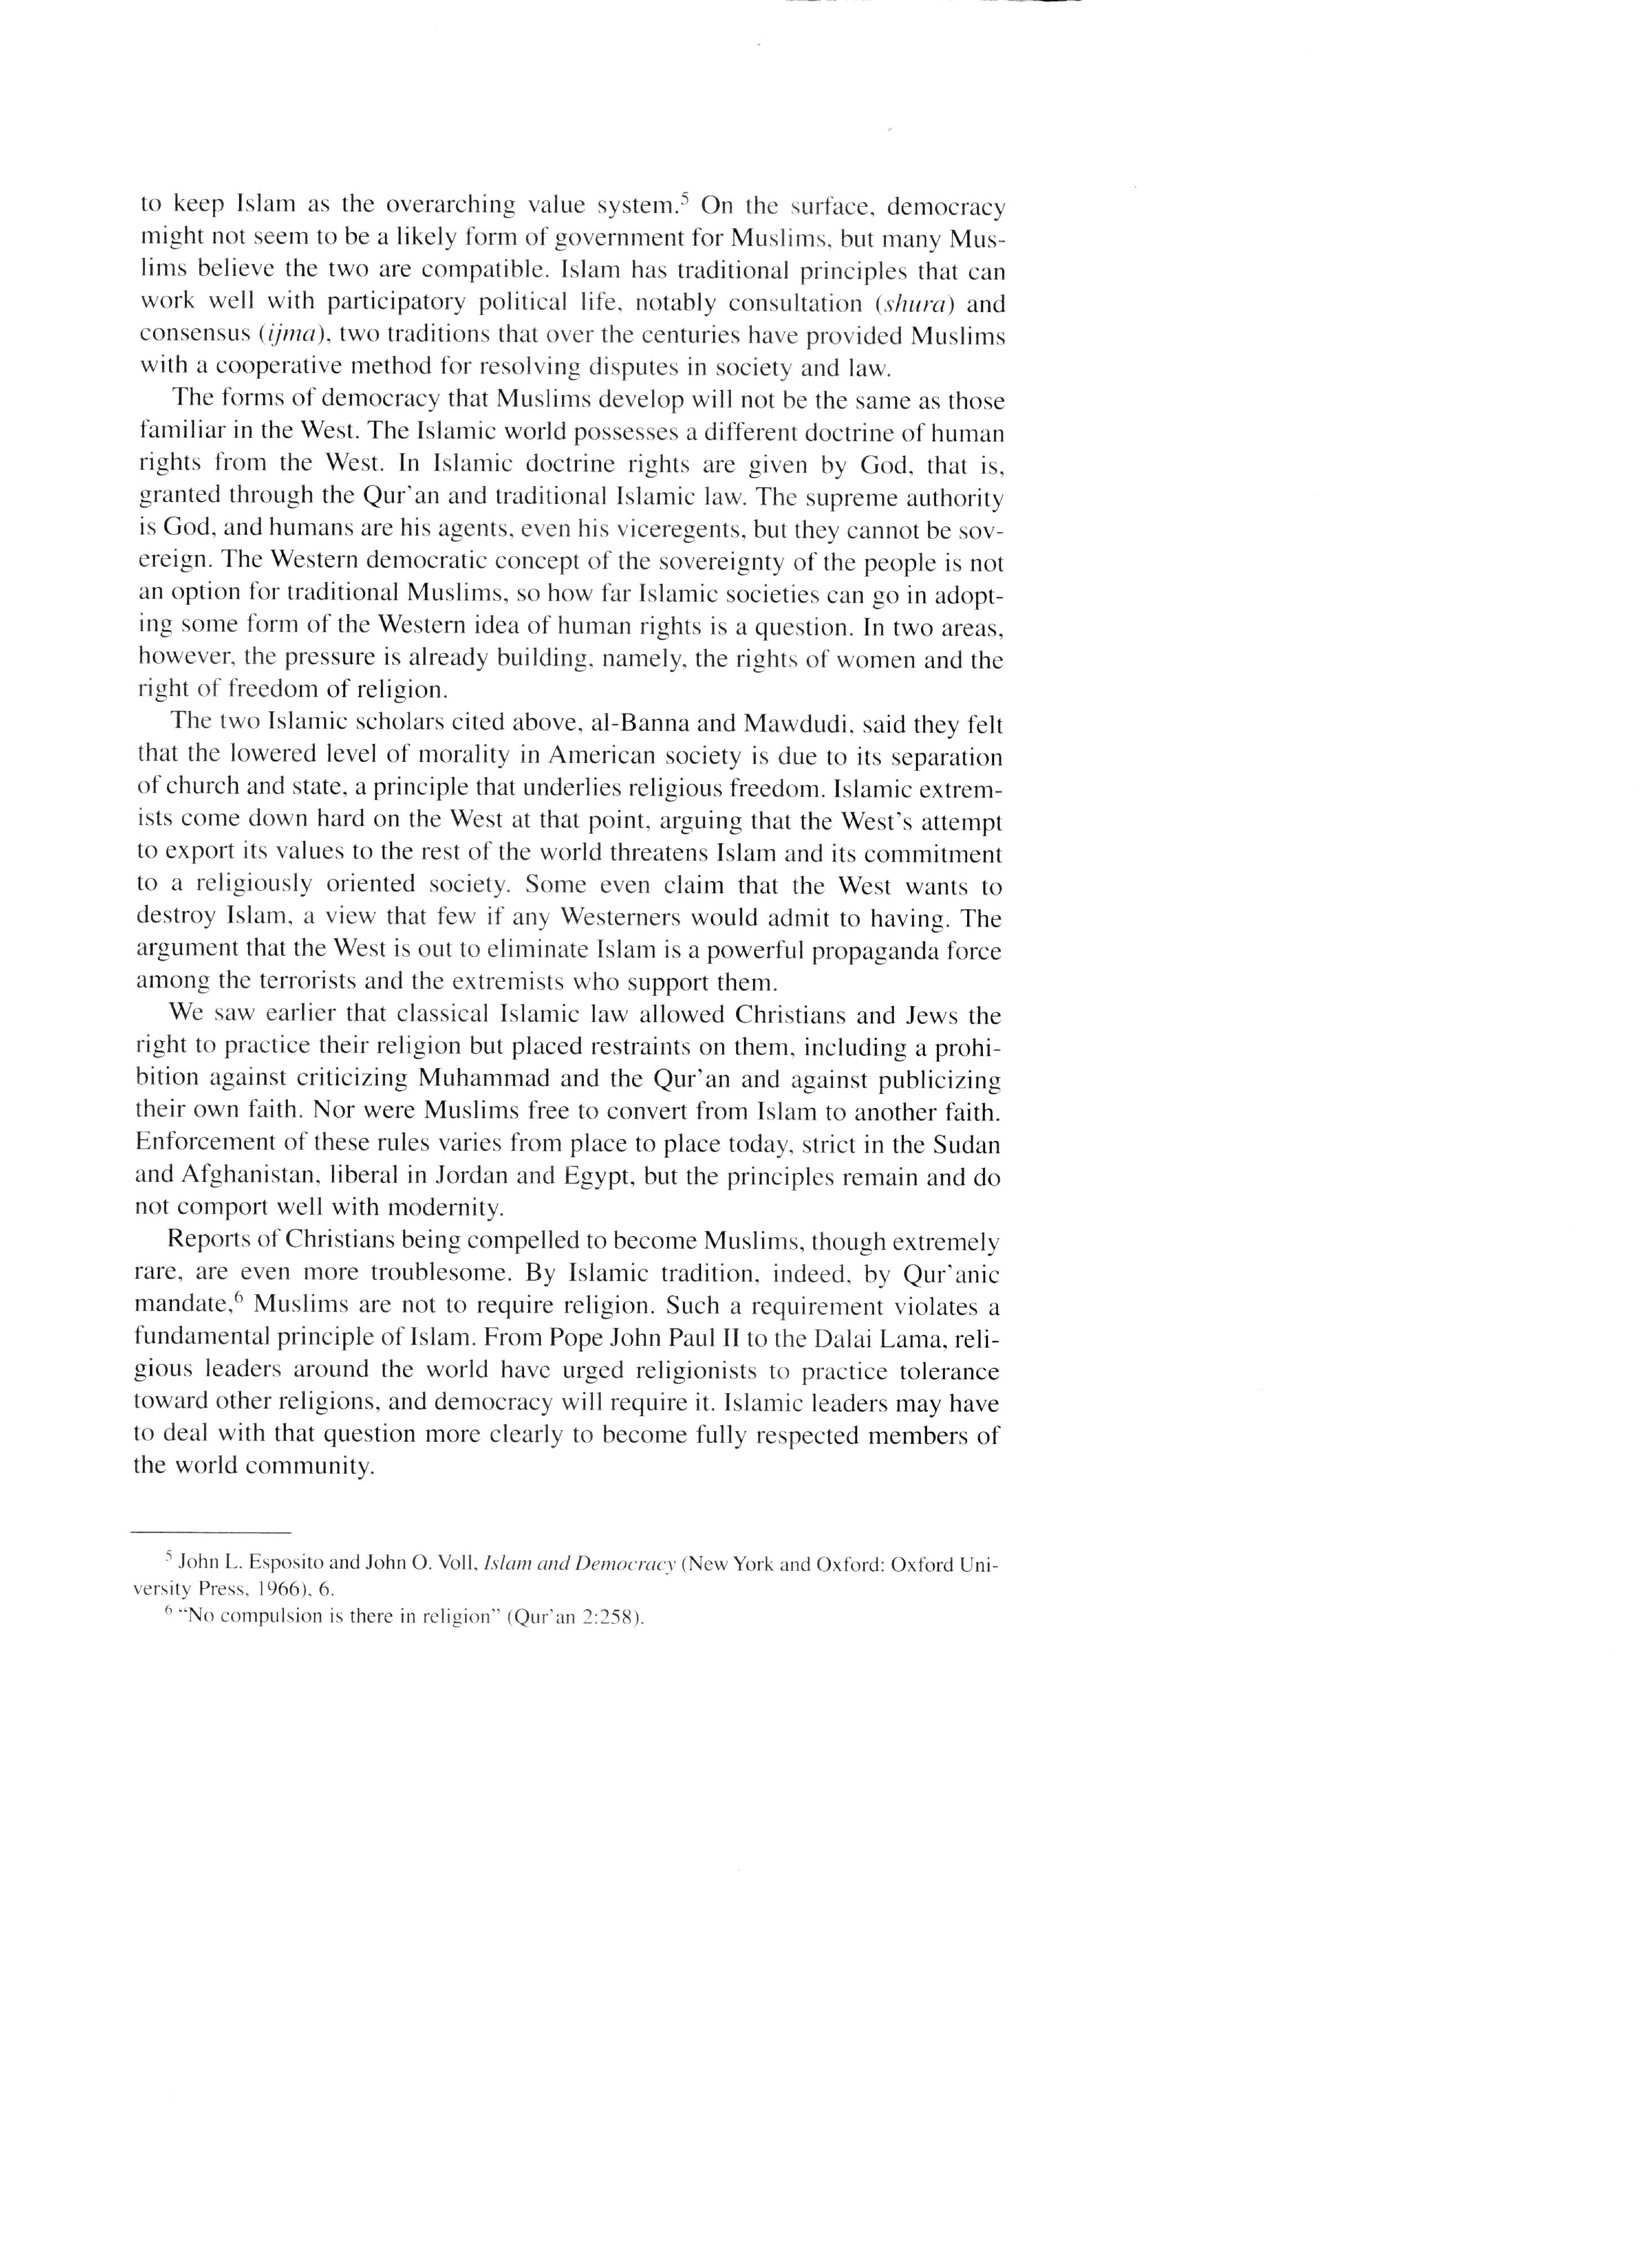 to keep Islam as the overarching value system.5 On the surface, democracy
might not seem to be a likely form of government for Muslims, but many Mus-
lims believe the two are compatible. Islam has traditional principles that can
work well with participatory political life, notably consultation (shura) and
consensus (ijma), two traditions that over the centuries have provided Muslims
with a cooperative method for resolving disputes in society and law.
The forms of democracy that Muslims develop will not be the same as those
familiar in the West. The Islamic world possesses a different doctrine of human
rights from the West. In Islamic doctrine rights are given by God, that is,
granted through the Qur'an and traditional Islamic law. The supreme authority
is God, and humans are his agents, even his viceregents, but they cannot be sov-
ereign. The Western democratic concept of the sovereignty of the people is not
an option for traditional Muslims, so how far Islamic societies can go in adopt-
ing some form of the Western idea of human rights is a question. In two areas,
however, the pressure is already building, namely, the rights of women and the
right of freedom of religion.
The two Islamic scholars cited above, al-Banna and Mawdudi, said they felt
that the lowered level of morality in American society is due to its separation
of church and state, a principle that underlies religious freedom. Islamic extrem-
ists come down hard on the West at that point, arguing that the West's attempt
to export its values to the rest of the world threatens Islam and its commitment
to a religiously oriented society. Some even claim that the West wants to
destroy Islam, a view that few if any Westerners would admit to having. The
argument that the West is out to eliminate Islam is a powerful propaganda force
among the terrorists and the extremists who support them.
We saw earlier that classical Islamic law allowed Christians and Jews the
right to practice their religion but placed restraints on them, including a prohi-
bition against criticizing Muhammad and the Qur'an and against publicizing
their own faith. Nor were Muslims free to convert from Islam to another faith.
Enforcement of these rules varies from place to place today, strict in the Sudan
and Afghanistan, liberal in Jordan and Egypt, but the principles remain and do
not comport well with modernity.
Reports of Christians being compelled to become Muslims, though extremely
rare, are even more troublesome. By Islamic tradition, indeed, by Qur'anic
mandate,6 Muslims are not to require religion. Such a requirement violates a
fundamental principle of Islam. From Pope John Paul II to the Dalai Lama, reli-
gious leaders around the world have urged religionists to practice tolerance
toward other religions, and democracy will require it. Islamic leaders may have
to deal with that question more clearly to become fully respected members of
the world community.
5 John L. Esposito and John O. Voll, Islam and Democracy (New York and Oxford: Oxford Uni-
versity Press, 1966), 6.
6 “No compulsion is there in religion” (Qur'an 2:258).